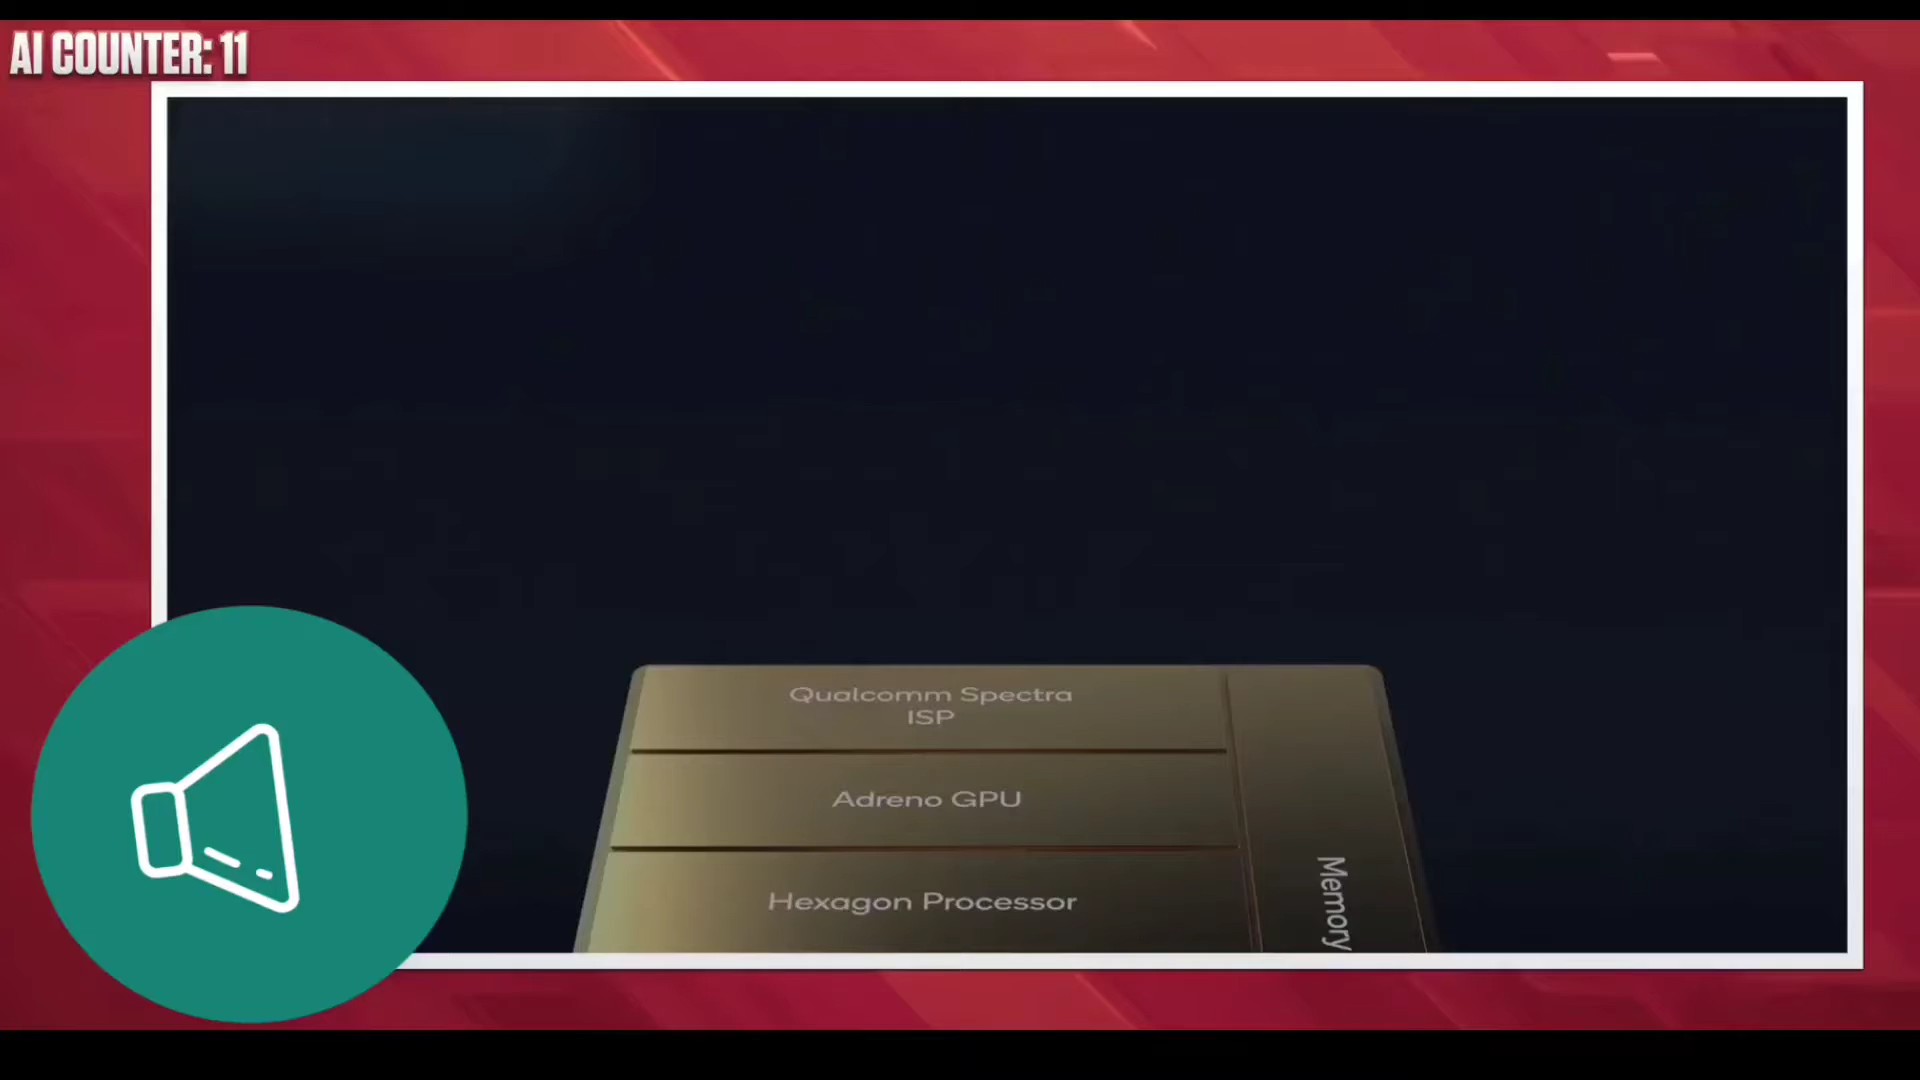 AI COUNTER: 11
Qualcomm Spectra
ISP
Adreno GPU
Hexagon Processor
Memory